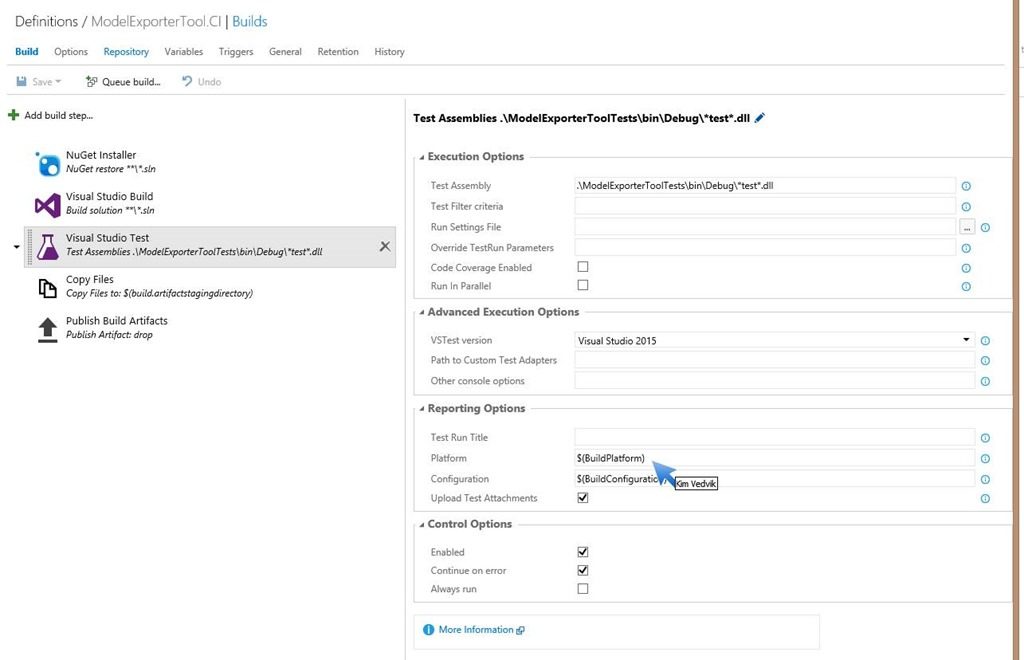 Definitions / ModelExporterTool.CI | Builds
Build Options Repository Variables Triggers General Retention History
Save Queue build... Undo
Add build step...
NuGet Installer
NuGet restore **\*.sln
Visual Studio Build
Build solution **\*.sln
Visual Studio Test
Test Assemblies .\ModelExporterToolTests\bin\Debug\*test*.dll
Copy Files
Copy Files to: $(build.artifactstagingdirectory)
Publish Build Artifacts
Publish Artifact: drop
Test Assemblies .\ModelExporterToolTests\bin\Debug\*test*.dll
Execution Options
Test Assembly .\ModelExporterToolTests\bin\Debug\*test*.dll
Test Filter criteria
Run Settings File ...
Override TestRun Parameters
Code Coverage Enabled
Run In Parallel
Advanced Execution Options
VSTest version Visual Studio 2015
Path to Custom Test Adapters
Other console options
Reporting Options
Test Run Title
Platform $(BuildPlatform)
Configuration $(BuildConfiguration)
Kim Vedvik
Upload Test Attachments
Control Options
Enabled
Continue on error
Always run
More Information